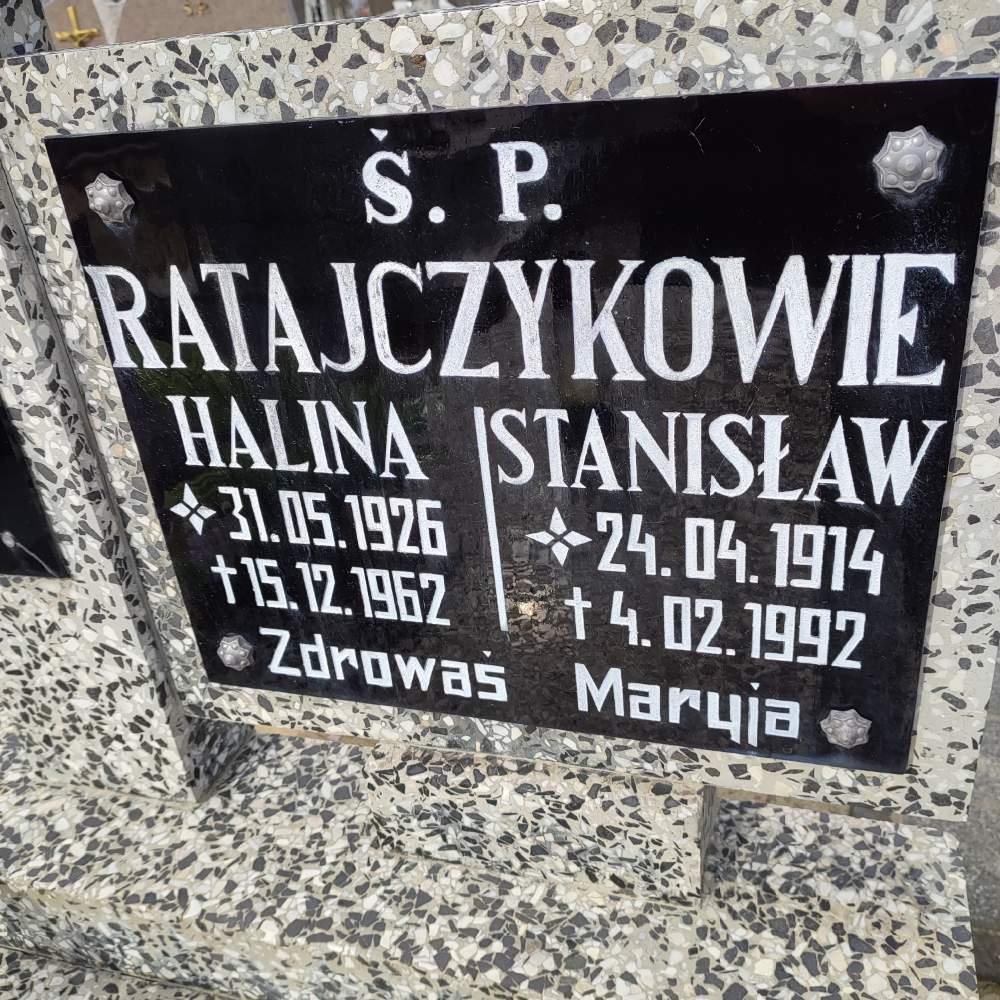 Ś. P.
RATAJCZYKOWIE
HALINA STANISŁAW
31.05.1926 24.04.1914
†15.12.1962 † 4.02.1992
Zdrowaś Maryja